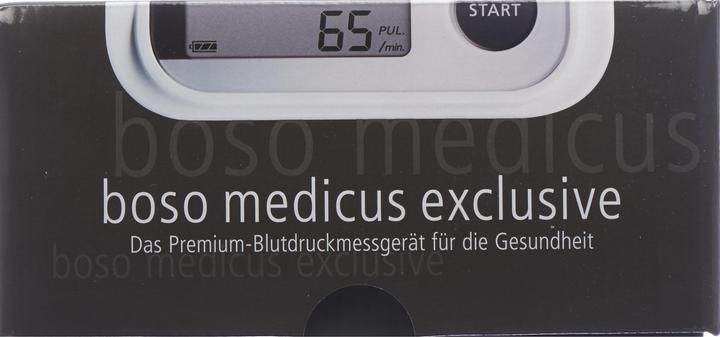 START
65 PUL.
/min.
boso medicus
boso medicus exclusive
Das Premium-Blutdruckmessgerät für die Gesundheit
boso medicus exclusive